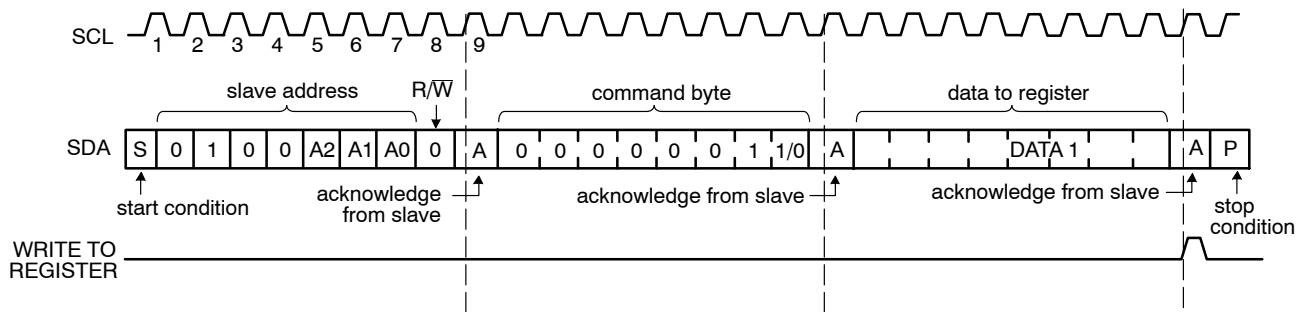 SCL
1 2 3 4 5 6 7 8 9
slave address
R/W̅
command byte
data to register
SDA S 0 1 0 0 A2 A1 A0 0 A 0 0 0 0 0 0 1 1/0 A DATA 1 A P
start condition
acknowledge
from slave
acknowledge from slave
acknowledge from slave
stop
condition
WRITE TO
REGISTER